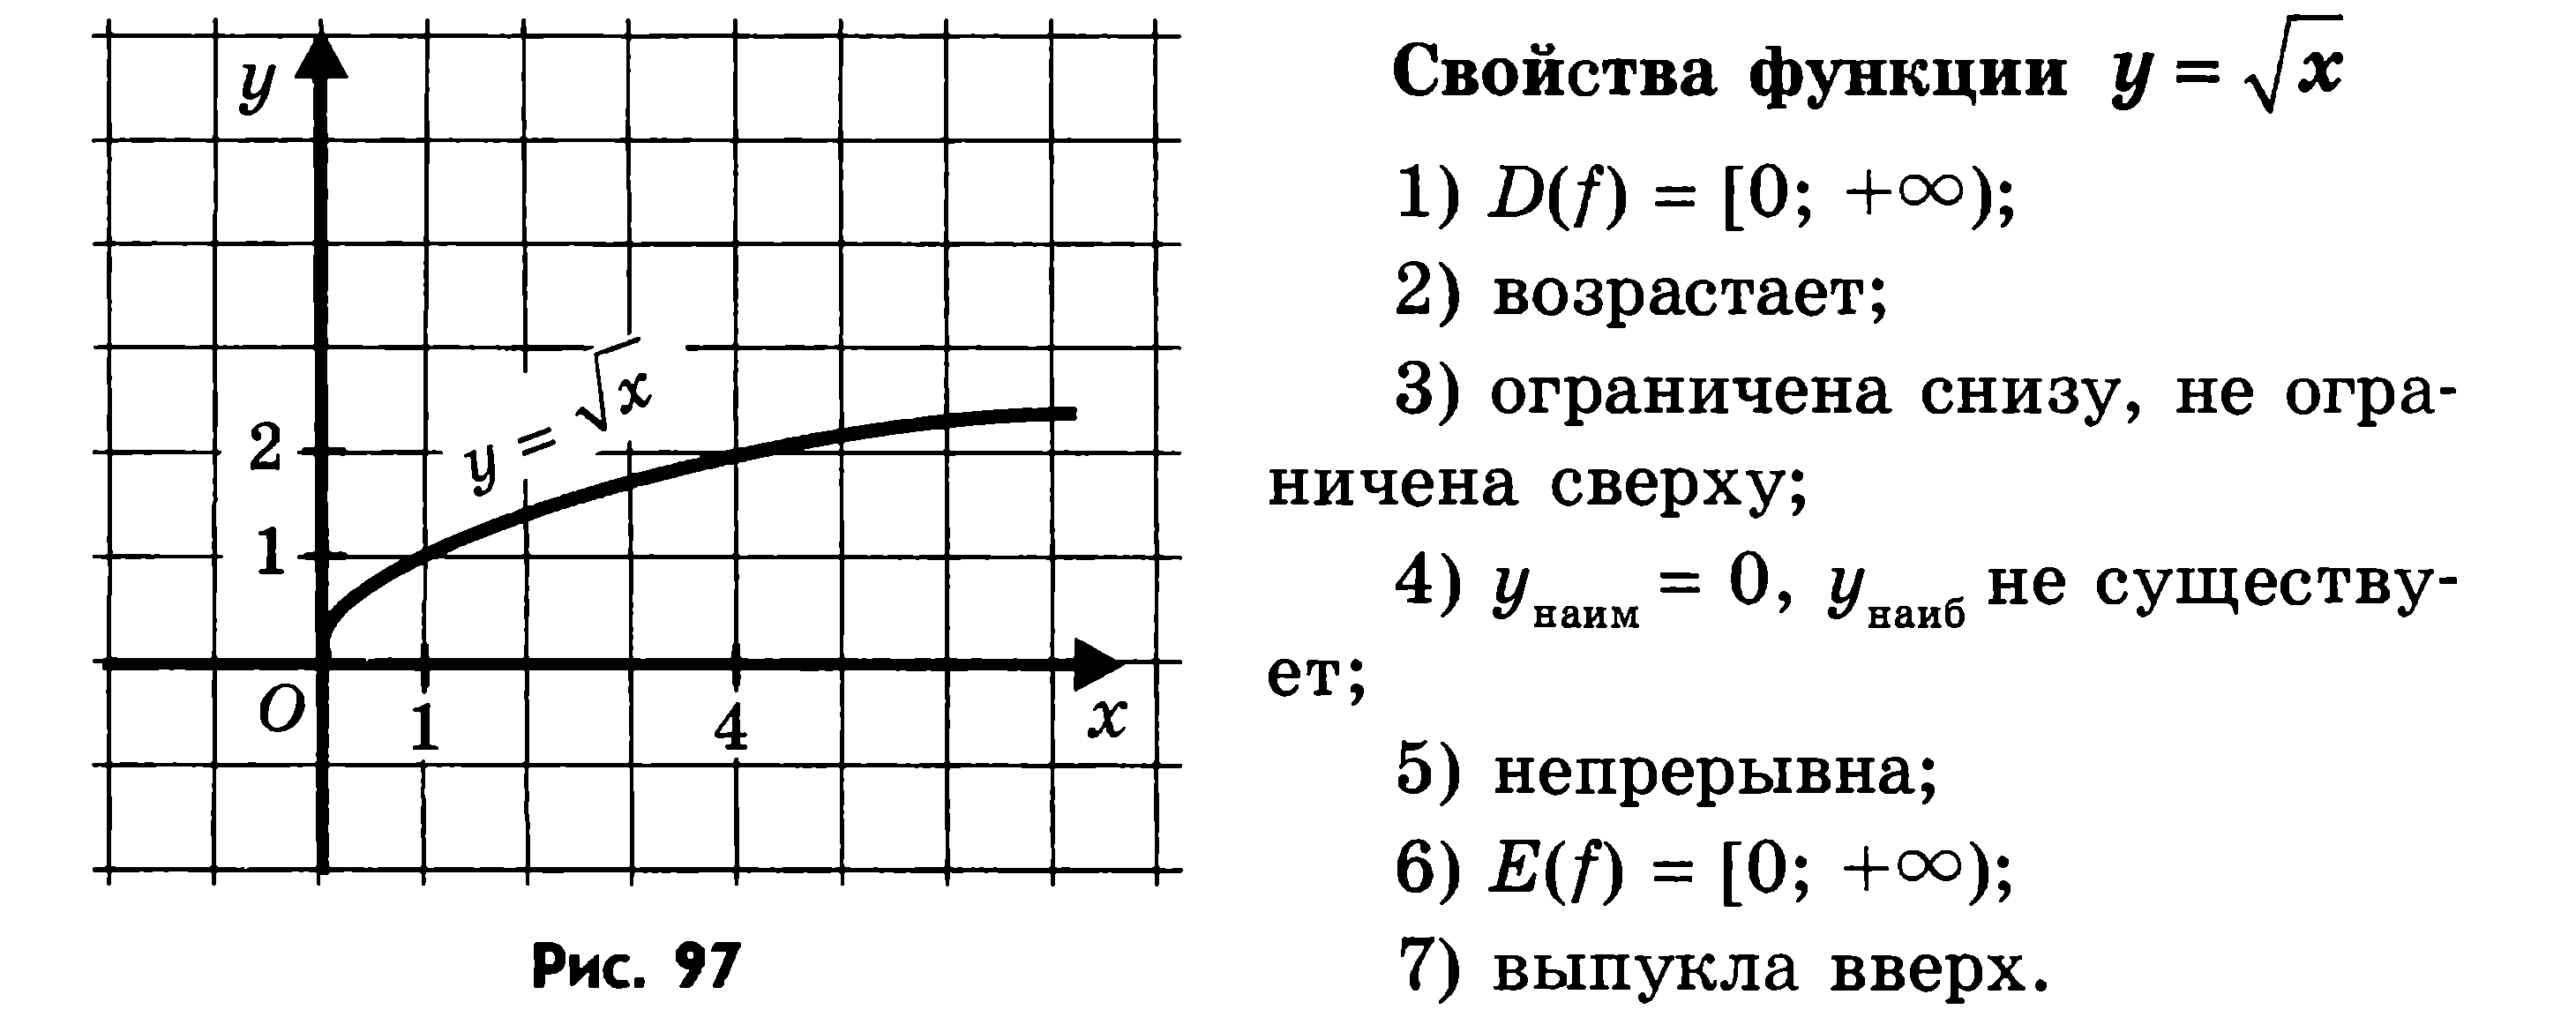 y
y = √x
2
1
O
1
4
x
Рис. 97
Свойства функции y = √x
1) D(f) = [0; +∞);
2) возрастает;
3) ограничена снизу, не огра-
ничена сверху;
4) yнаим = 0, yнаиб не существу-
ет;
5) непрерывна;
6) E(f) = [0; +∞);
7) выпукла вверх.